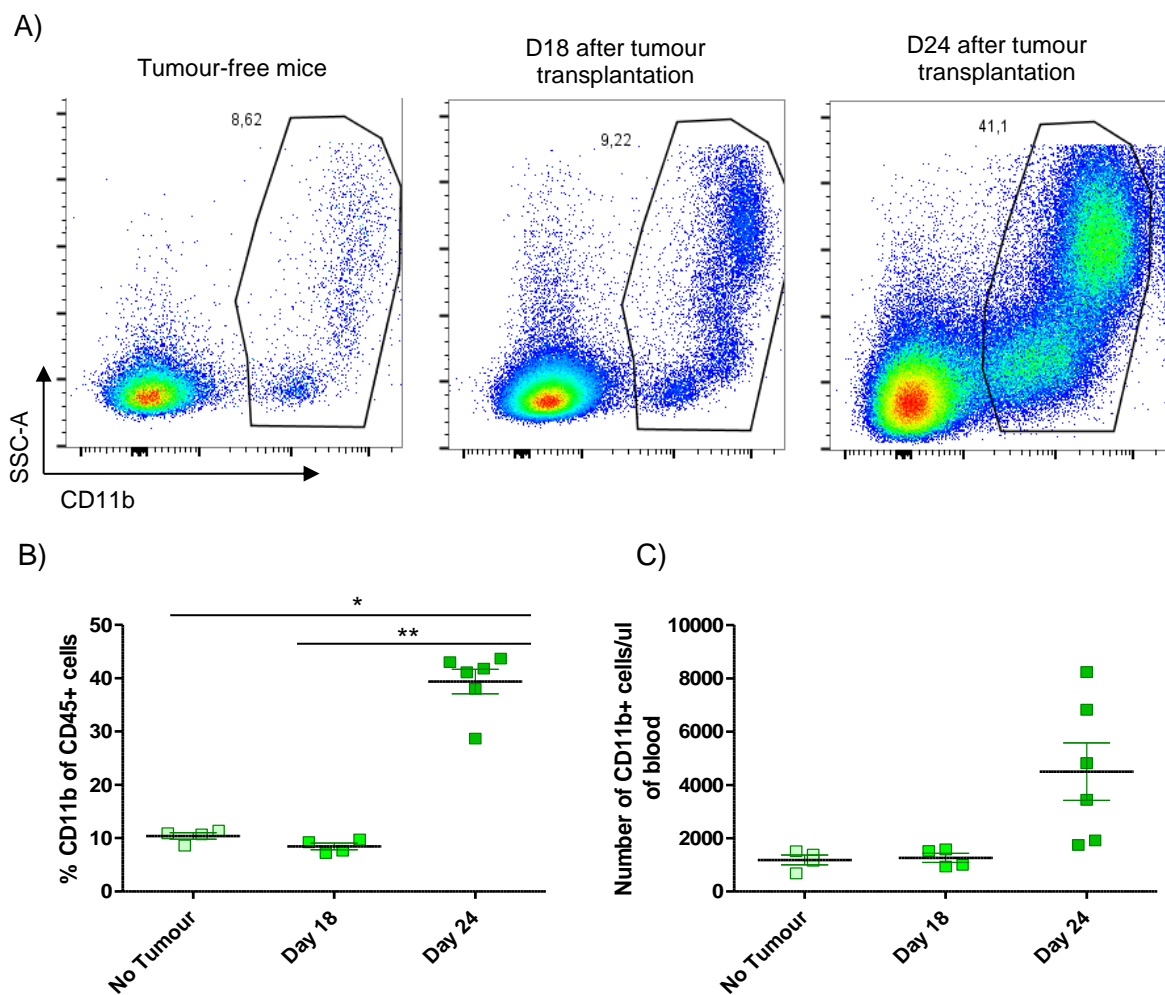 A)
Tumour-free mice
D18 after tumour
transplantation
D24 after tumour
transplantation
8,62
9,22
41,1
SSC-A
CD11b
B)
C)
*
**
% CD11b of CD45+ cells
50
40
30
20
10
0
No Tumour
Day 18
Day 24
Number of CD11b+ cells/ul
of blood
10000
8000
6000
4000
2000
0
No Tumour
Day 18
Day 24